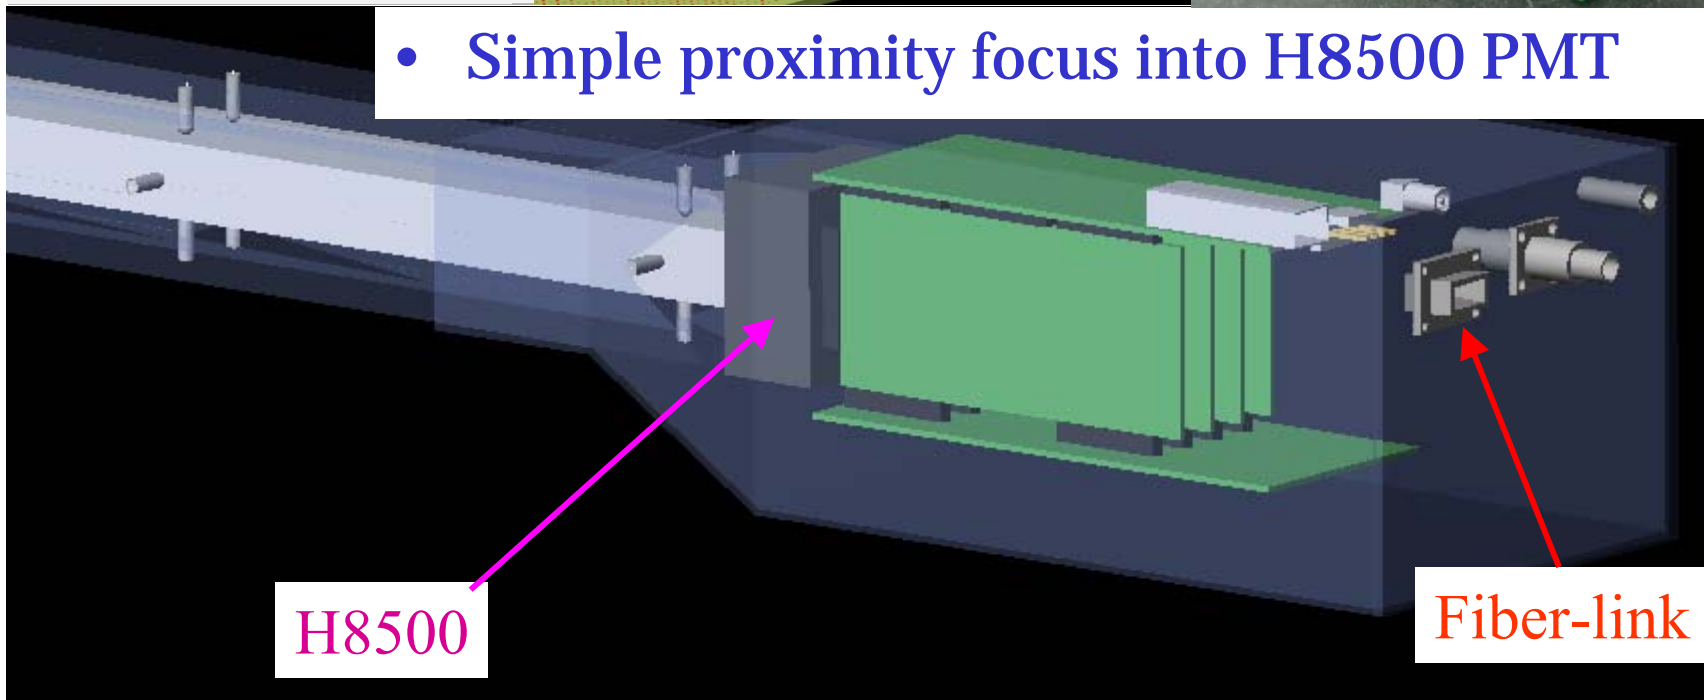 • Simple proximity focus into H8500 PMT
H8500
Fiber-link